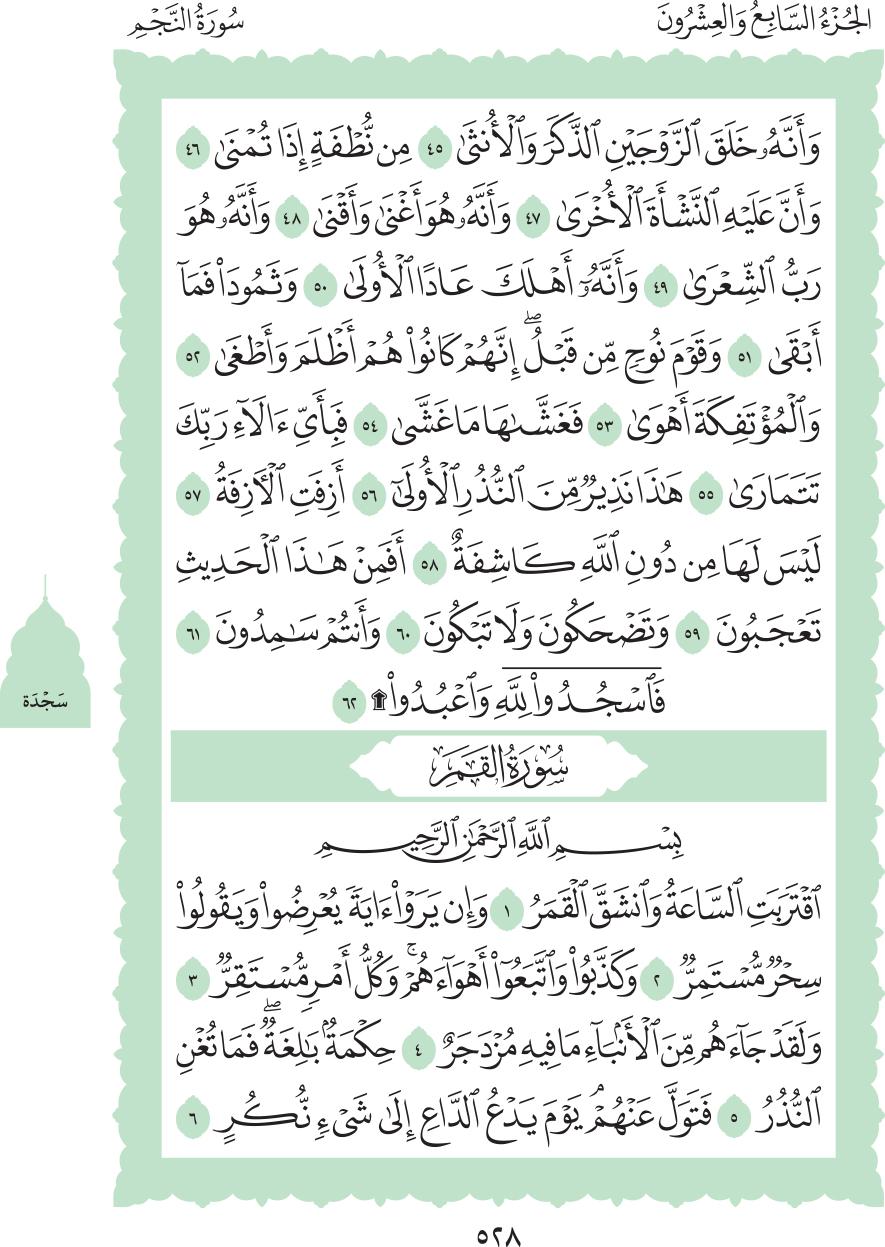 الجُزْءُ السَّابِعُ وَالعِشْرُونَ
سُورَةُ النَّجْمِ
وَأَنَّهُۥ خَلَقَ ٱلزَّوْجَيْنِ ٱلذَّكَرَ وَٱلْأُنثَىٰ ٤٥ مِن نُّطْفَةٍ إِذَا تُمْنَىٰ ٤٦
وَأَنَّ عَلَيْهِ ٱلنَّشْأَةَ ٱلْأُخْرَىٰ ٤٧ وَأَنَّهُۥ هُوَ أَغْنَىٰ وَأَقْنَىٰ ٤٨ وَأَنَّهُۥ هُوَ
رَبُّ ٱلشِّعْرَىٰ ٤٩ وَأَنَّهُۥٓ أَهْلَكَ عَادًا ٱلْأُولَىٰ ٥٠ وَثَمُودَا۟ فَمَآ
أَبْقَىٰ ٥١ وَقَوْمَ نُوحٍ مِّن قَبْلُ ۖ إِنَّهُمْ كَانُوا۟ هُمْ أَظْلَمَ وَأَطْغَىٰ ٥٢
وَٱلْمُؤْتَفِكَةَ أَهْوَىٰ ٥٣ فَغَشَّىٰهَا مَا غَشَّىٰ ٥٤ فَبِأَىِّ ءَالَآءِ رَبِّكَ
تَتَمَارَىٰ ٥٥ هَٰذَا نَذِيرٌ مِّنَ ٱلنُّذُرِ ٱلْأُولَىٰٓ ٥٦ أَزِفَتِ ٱلْءَازِفَةُ ٥٧
لَيْسَ لَهَا مِن دُونِ ٱللَّهِ كَاشِفَةٌ ٥٨ أَفَمِنْ هَٰذَا ٱلْحَدِيثِ
تَعْجَبُونَ ٥٩ وَتَضْحَكُونَ وَلَا تَبْكُونَ ٦٠ وَأَنتُمْ سَٰمِدُونَ ٦١
فَٱسْجُدُوا۟ لِلَّهِ وَٱعْبُدُوا۟ ۩ ٦٢
سَجْدَة
سُورَةُ القَمَرِ
بِسْمِ ٱللَّهِ ٱلرَّحْمَٰنِ ٱلرَّحِيمِ
ٱقْتَرَبَتِ ٱلسَّاعَةُ وَٱنشَقَّ ٱلْقَمَرُ ١ وَإِن يَرَوْا۟ ءَايَةً يُعْرِضُوا۟ وَيَقُولُوا۟
سِحْرٌ مُّسْتَمِرٌّ ٢ وَكَذَّبُوا۟ وَٱتَّبَعُوٓا۟ أَهْوَآءَهُمْ ۚ وَكُلُّ أَمْرٍ مُّسْتَقِرٌّ ٣
وَلَقَدْ جَآءَهُم مِّنَ ٱلْأَنۢبَآءِ مَا فِيهِ مُزْدَجَرٌ ٤ حِكْمَةٌۢ بَٰلِغَةٌ ۖ فَمَا تُغْنِ
ٱلنُّذُرُ ٥ فَتَوَلَّ عَنْهُمْ ۘ يَوْمَ يَدْعُ ٱلدَّاعِ إِلَىٰ شَىْءٍ نُّكُرٍ ٦
٥٢٨